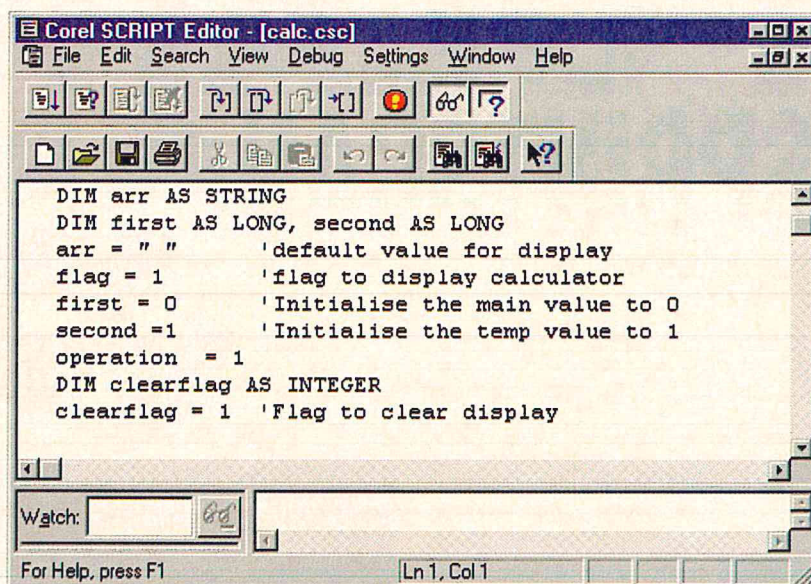 Corel SCRIPT Editor - [calc.csc]
File Edit Search View Debug Settings Window Help
DIM arr AS STRING
DIM first AS LONG, second AS LONG
arr = " " 'default value for display
flag = 1 'flag to display calculator
first = 0 'Initialise the main value to 0
second =1 'Initialise the temp value to 1
operation = 1
DIM clearflag AS INTEGER
clearflag = 1 'Flag to clear display
Watch:
For Help, press F1 Ln 1, Col 1